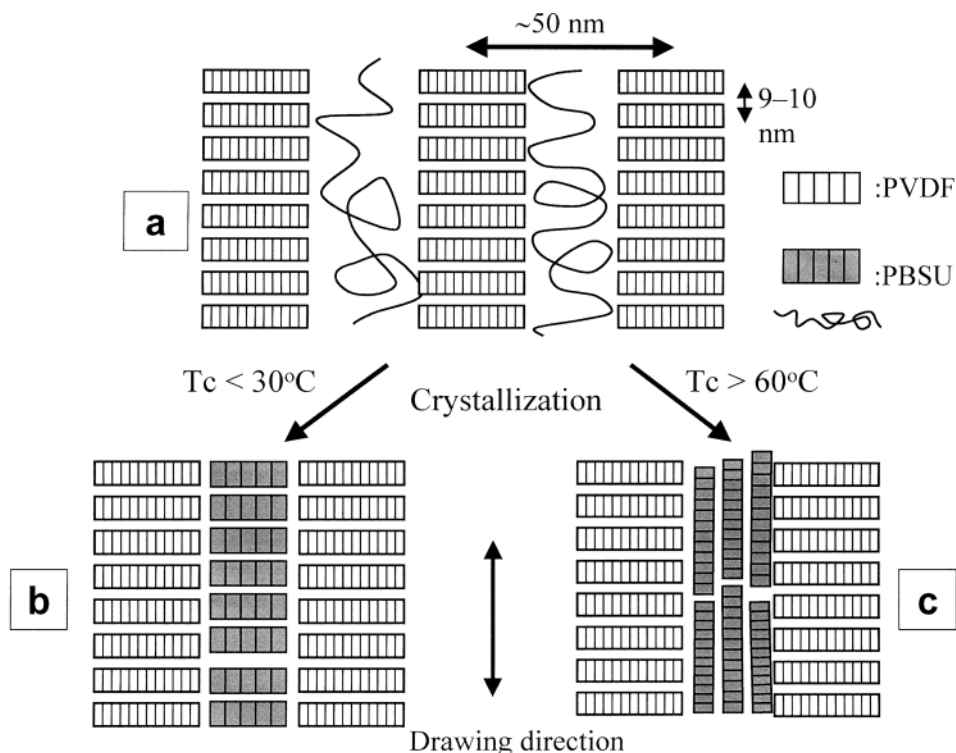 ~50 nm
9–10
nm
:PVDF
a
:PBSU
Tc < 30°C
Tc > 60°C
Crystallization
b
c
Drawing direction